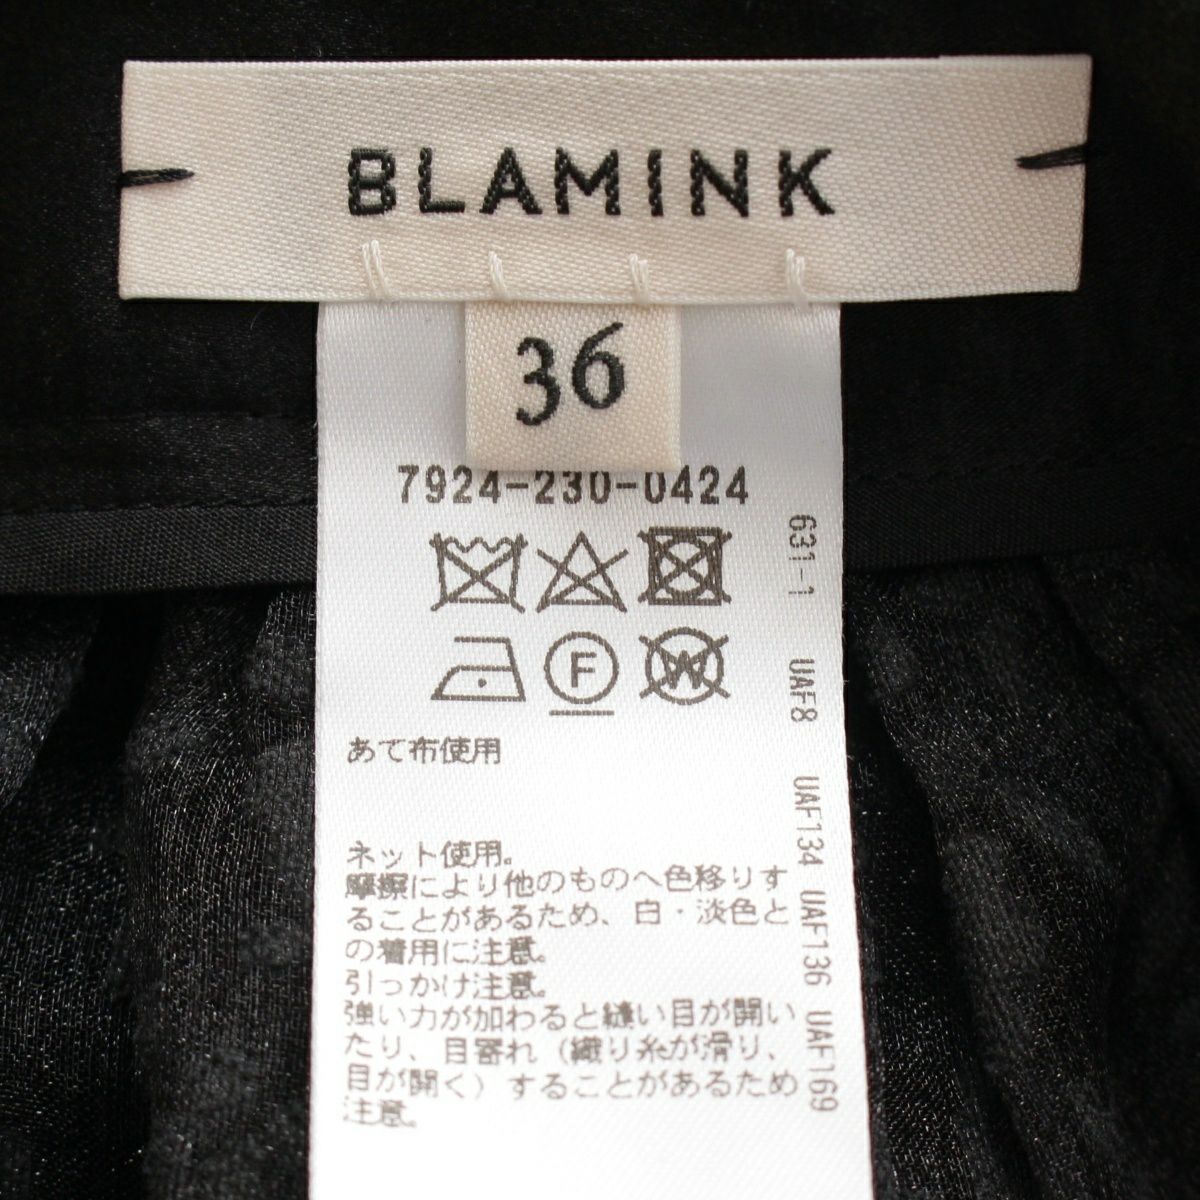 BLAMINK
36
7924-230-0424
F
W
あて布使用
ネット使用。
摩擦により他のものへ色移りす
ることがあるため、白・淡色と
の着用に注意。
引っかけ注意。
強い力が加わると縫い目が開い
たり、目寄れ（織り糸が滑り、
目が開く）することがあるため
注意。
631-1 UAF8 UAF134 UAF136 UAF169